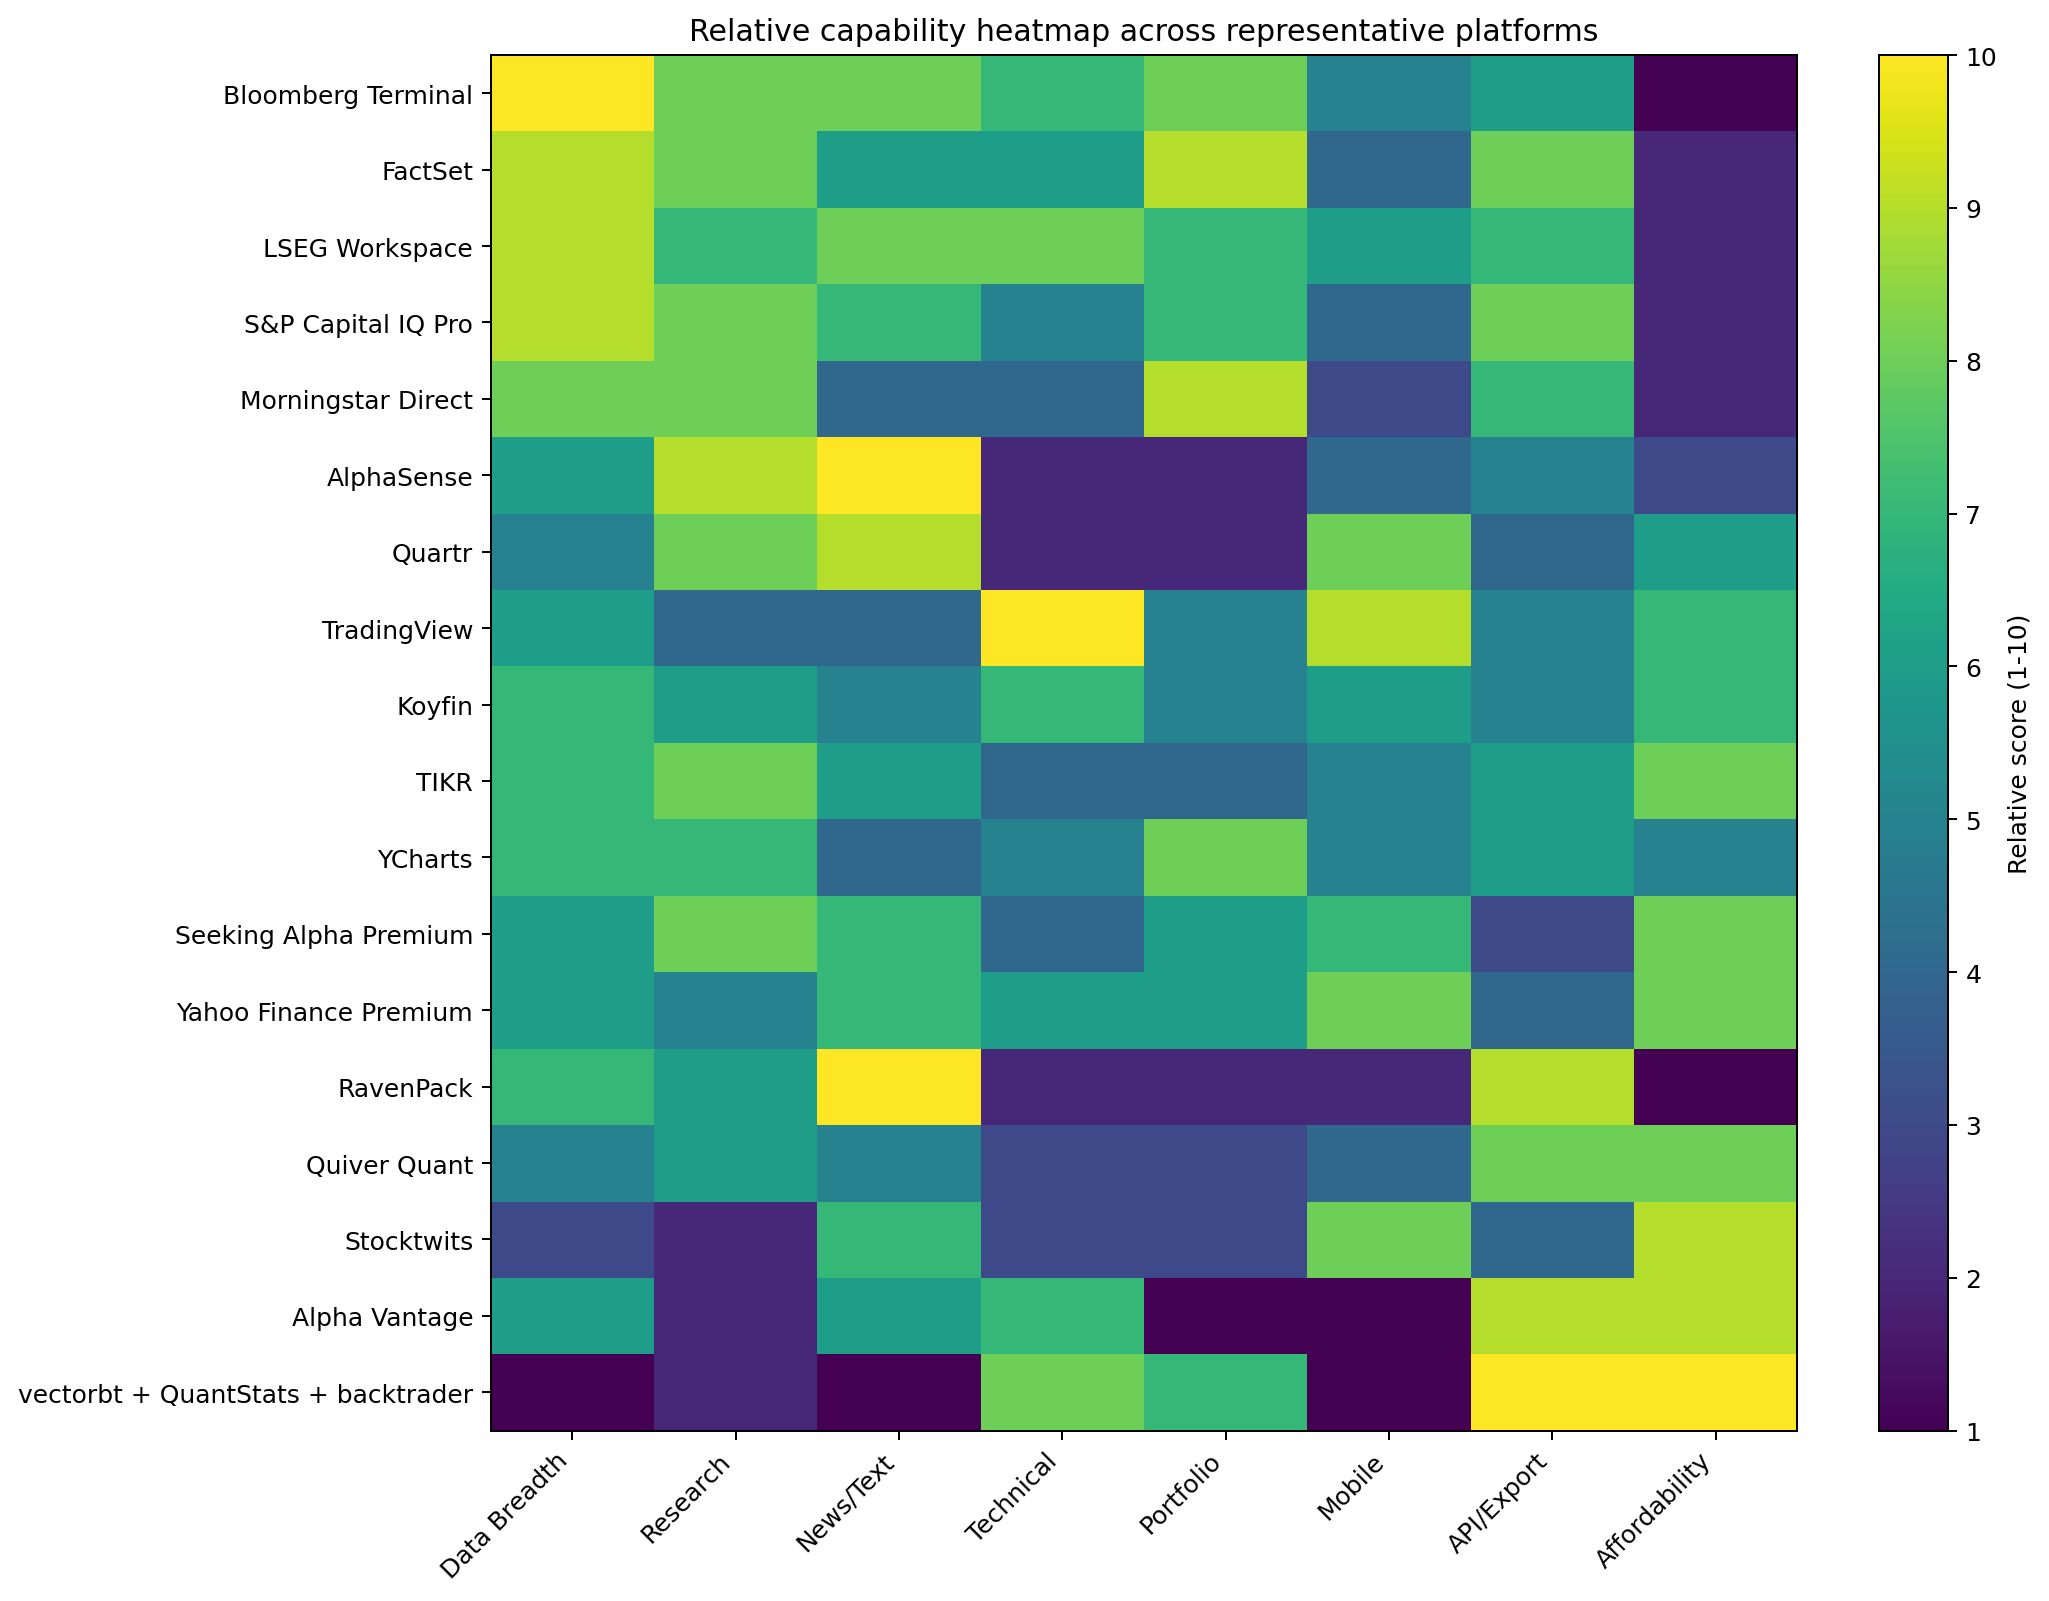 Relative capability heatmap across representative platforms
Bloomberg Terminal
FactSet
LSEG Workspace
S&P Capital IQ Pro
Morningstar Direct
AlphaSense
Quartr
TradingView
Koyfin
TIKR
YCharts
Seeking Alpha Premium
Yahoo Finance Premium
RavenPack
Quiver Quant
Stocktwits
Alpha Vantage
vectorbt + QuantStats + backtrader
Data Breadth
Research
News/Text
Technical
Portfolio
Mobile
API/Export
Affordability
10
9
8
7
6
5
4
3
2
1
Relative score (1-10)